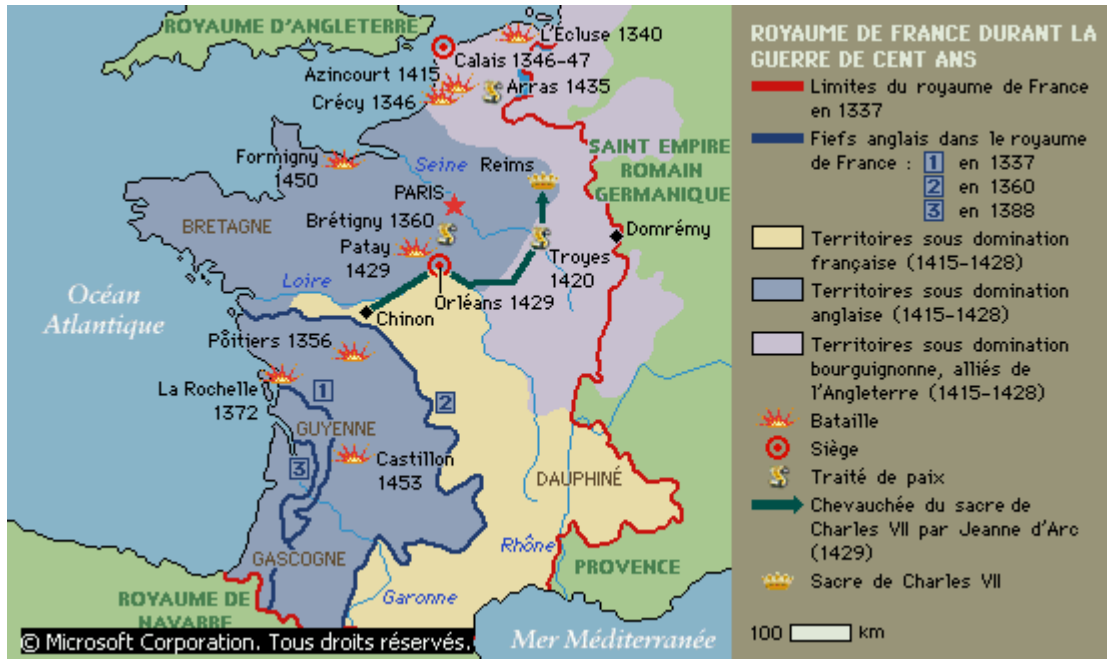 ROYAUME D'ANGLETERRE
L'Écluse 1340
Calais 1346-47
Azincourt 1415
Arras 1435
Crécy 1346
Formigny
1450
Seine
Reims
SAINT EMPIRE
ROMAIN
GERMANIQUE
PARIS
BRETAGNE
Brétigny 1360
Domrémy
Patay
1429
Troyes
1420
Loire
Orléans 1429
Océan
Atlantique
Chinon
Pôitiers 1356
La Rochelle
1372
1
2
GUYENNE
3
Castillon
1453
DAUPHINÉ
Rhône
GASCOGNE
PROVENCE
ROYAUME DE
NAVARRE
Garonne
Mer Méditerranée
© Microsoft Corporation. Tous droits réservés.
ROYAUME DE FRANCE DURANT LA
GUERRE DE CENT ANS
Limites du royaume de France
en 1337
Fiefs anglais dans le royaume
de France : 1 en 1337
2 en 1360
3 en 1388
Territoires sous domination
française (1415-1428)
Territoires sous domination
anglaise (1415-1428)
Territoires sous domination
bourguignonne, alliés de
l'Angleterre (1415-1428)
Bataille
Siège
Traité de paix
Chevauchée du sacre de
Charles VII par Jeanne d'Arc
(1429)
Sacre de Charles VII
100 km